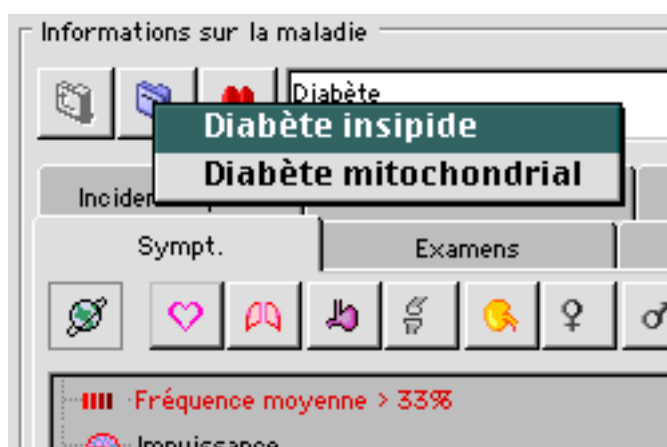 Informations sur la maladie
Diabète
Diabète insipide
Diabète mitochondrial
Sympt.
Examens
Fréquence moyenne > 33%
Impuissance